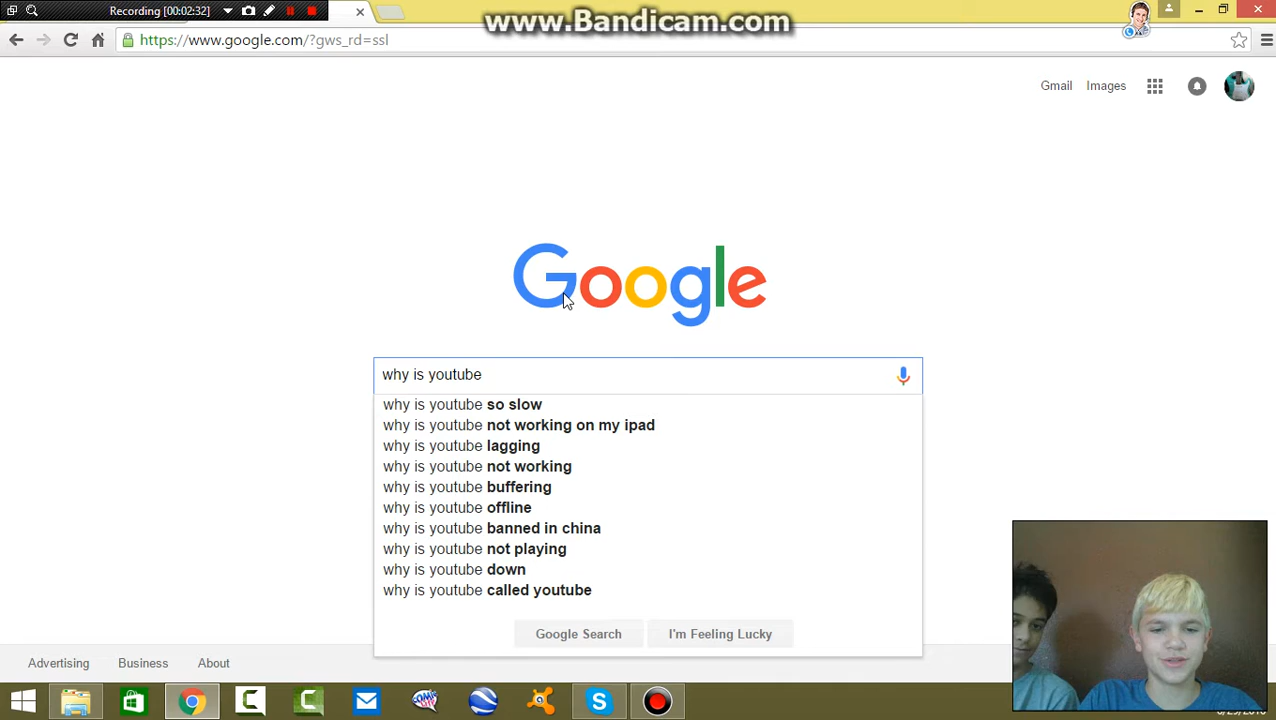 www.Bandicam.com
Recording [00:02:32]
https://www.google.com/?gws_rd=ssl
Gmail Images
Google
why is youtube
why is youtube so slow
why is youtube not working on my ipad
why is youtube lagging
why is youtube not working
why is youtube buffering
why is youtube offline
why is youtube banned in china
why is youtube not playing
why is youtube down
why is youtube called youtube
Google Search I'm Feeling Lucky
Advertising Business About